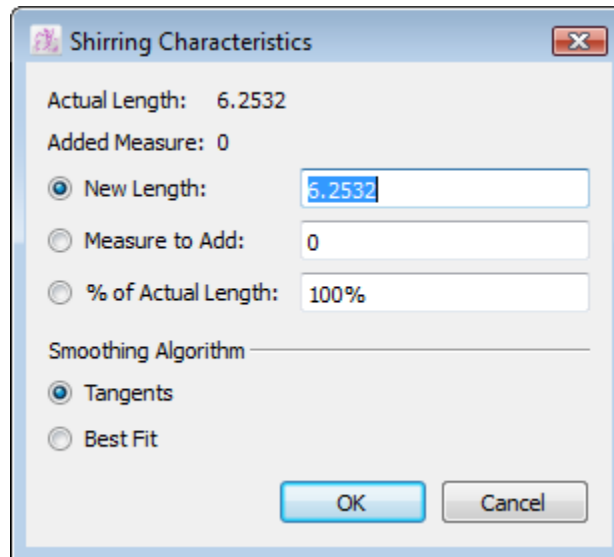 Shirring Characteristics
Actual Length: 6.2532
Added Measure: 0
New Length: 6.2532
Measure to Add: 0
% of Actual Length: 100%
Smoothing Algorithm
Tangents
Best Fit
OK Cancel